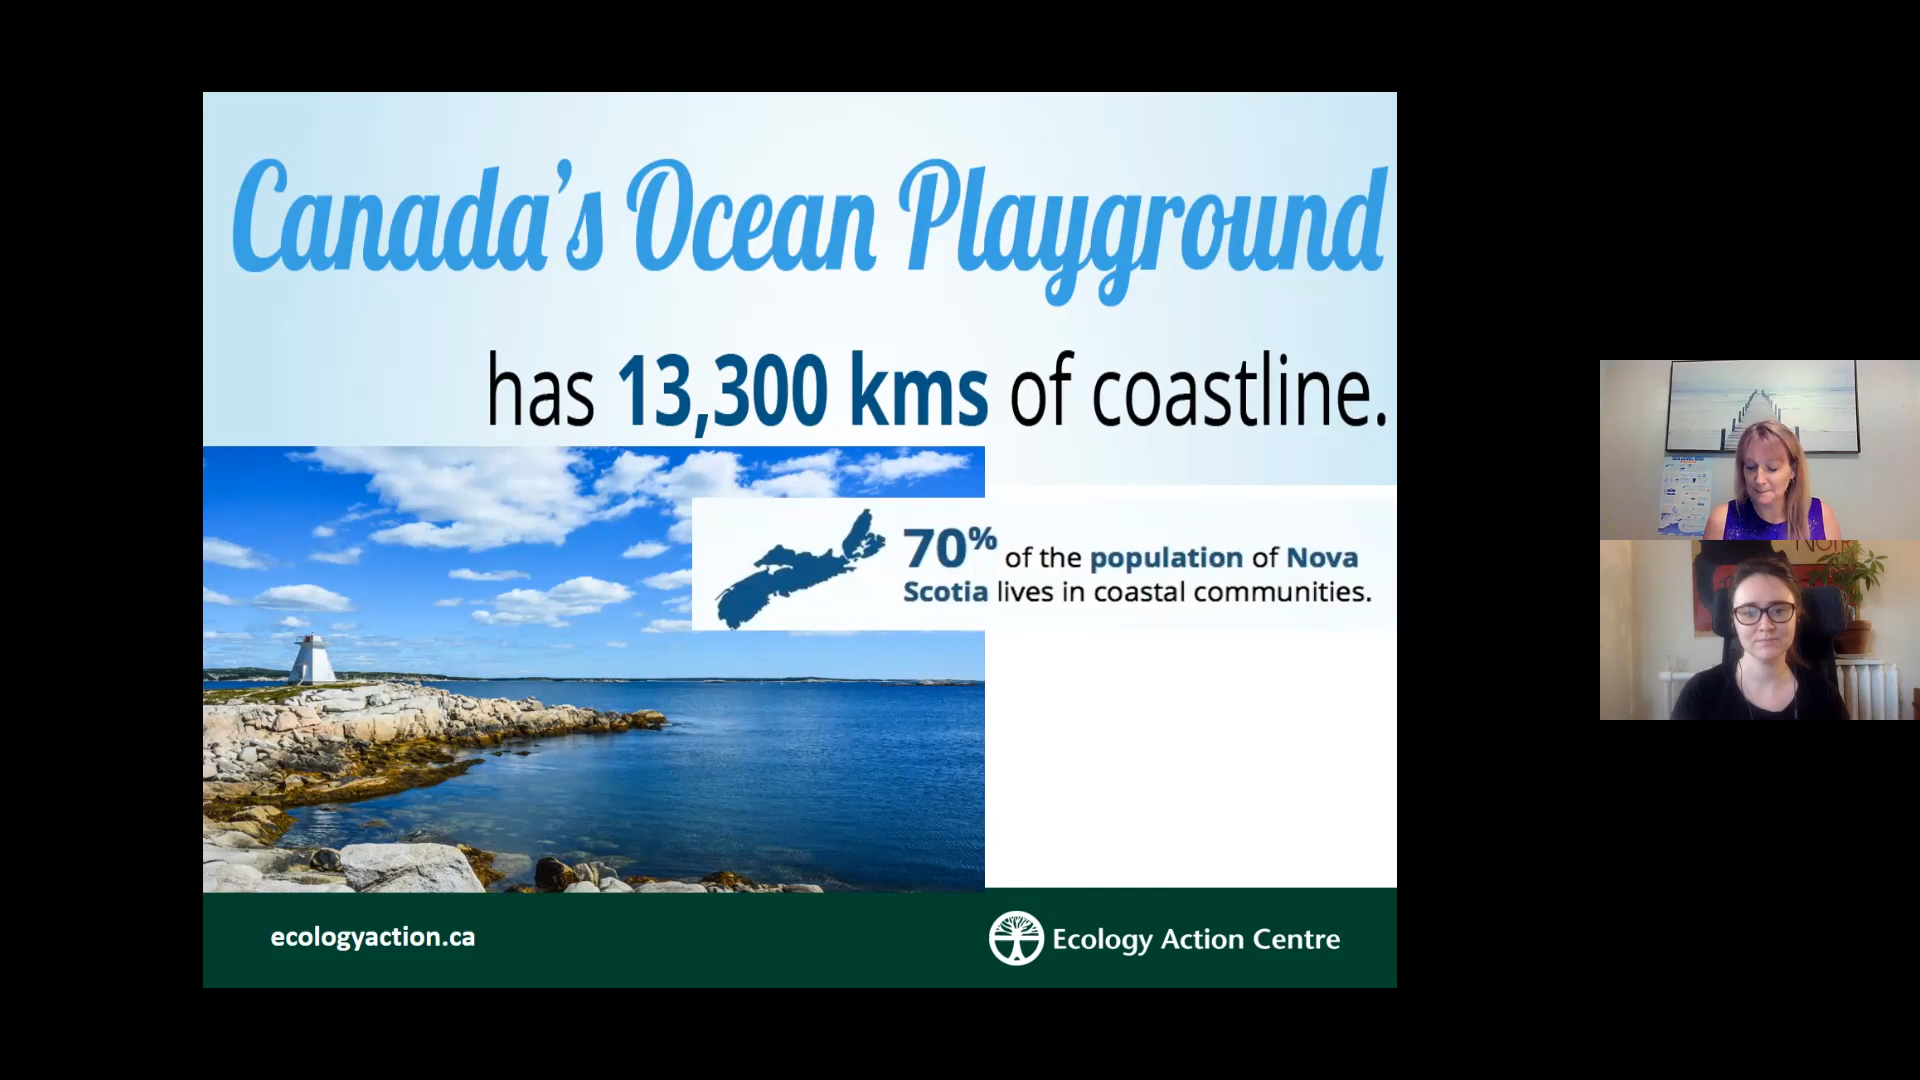 Canada's Ocean Playground
has 13,300 kms of coastline.
70% of the population of Nova
Scotia lives in coastal communities.
ecologyaction.ca
Ecology Action Centre